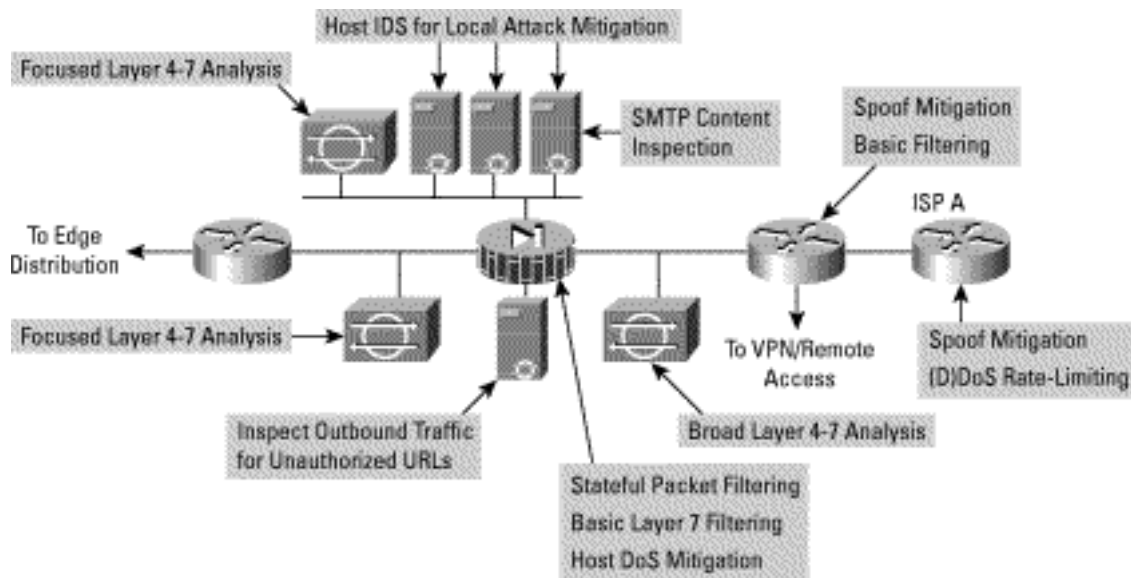 Host IDS for Local Attack Mitigation
Focused Layer 4-7 Analysis
SMTP Content
Inspection
Spoof Mitigation
Basic Filtering
ISP A
To Edge
Distribution
Focused Layer 4-7 Analysis
To VPN/Remote
Access
Spoof Mitigation
(D)DoS Rate-Limiting
Inspect Outbound Traffic
for Unauthorized URLs
Broad Layer 4-7 Analysis
Stateful Packet Filtering
Basic Layer 7 Filtering
Host DoS Mitigation